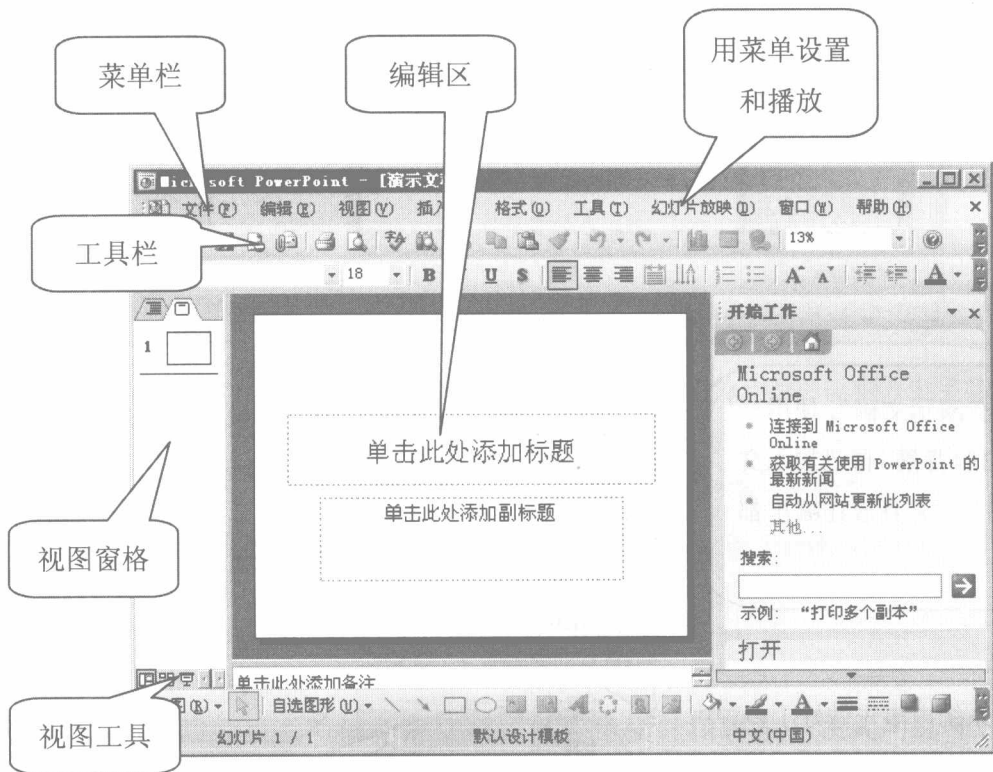 菜单栏
编辑区
用菜单设置
和播放
Microsoft PowerPoint - [演示文稿
文件(F) 编辑(E) 视图(V) 插入 格式(O) 工具(T) 幻灯片放映(D) 窗口(W) 帮助(H)
工具栏
13%
18 B U S A A A
开始工作
1
Microsoft Office
Online
连接到 Microsoft Office
Online
获取有关使用 PowerPoint 的
最新新闻
自动从网站更新此列表
其他...
搜索:
示例: “打印多个副本”
打开
单击此处添加标题
单击此处添加副标题
视图窗格
单击此处添加备注
图(R) 自选图形(U) A A
视图工具
幻灯片 1 / 1 默认设计模板 中文(中国)